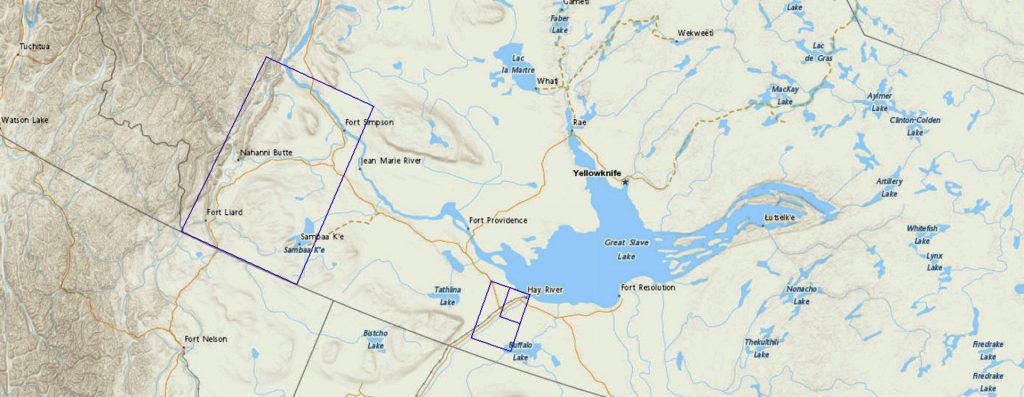 Gametì
Faber
Lake
Tuchitua
Wekweètì
Lac
la Martre
Lac
de Gras
Whatì
MacKay
Lake
Aylmer
Lake
Clinton-Colden
Lake
Watson Lake
Fort Simpson
Rae
Nahanni Butte
Jean Marie River
Yellowknife
Artillery
Lake
Fort Liard
Fort Providence
Łutselk'e
Sambaa K'e
Sambaa K'e
Great Slave
Lake
Whitefish
Lake
Lynx
Lake
Tathlina
Lake
Hay River
Fort Resolution
Nonacho
Lake
Fort Nelson
Bistcho
Lake
Buffalo
Lake
Thekulthili
Lake
Firedrake
Lake
Firedrake
Lake